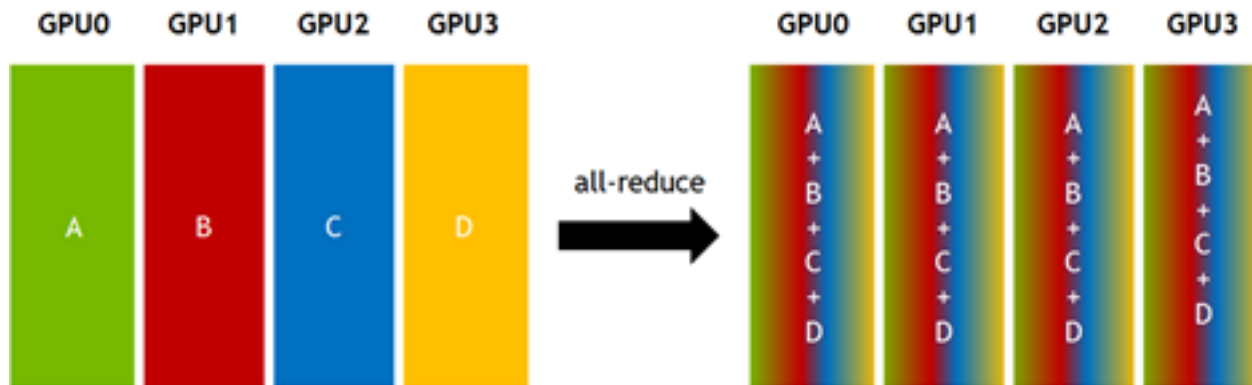 GPU0 GPU1 GPU2 GPU3
A B C D
all-reduce
GPU0 GPU1 GPU2 GPU3
A + B + C + D
A + B + C + D
A + B + C + D
A + B + C + D